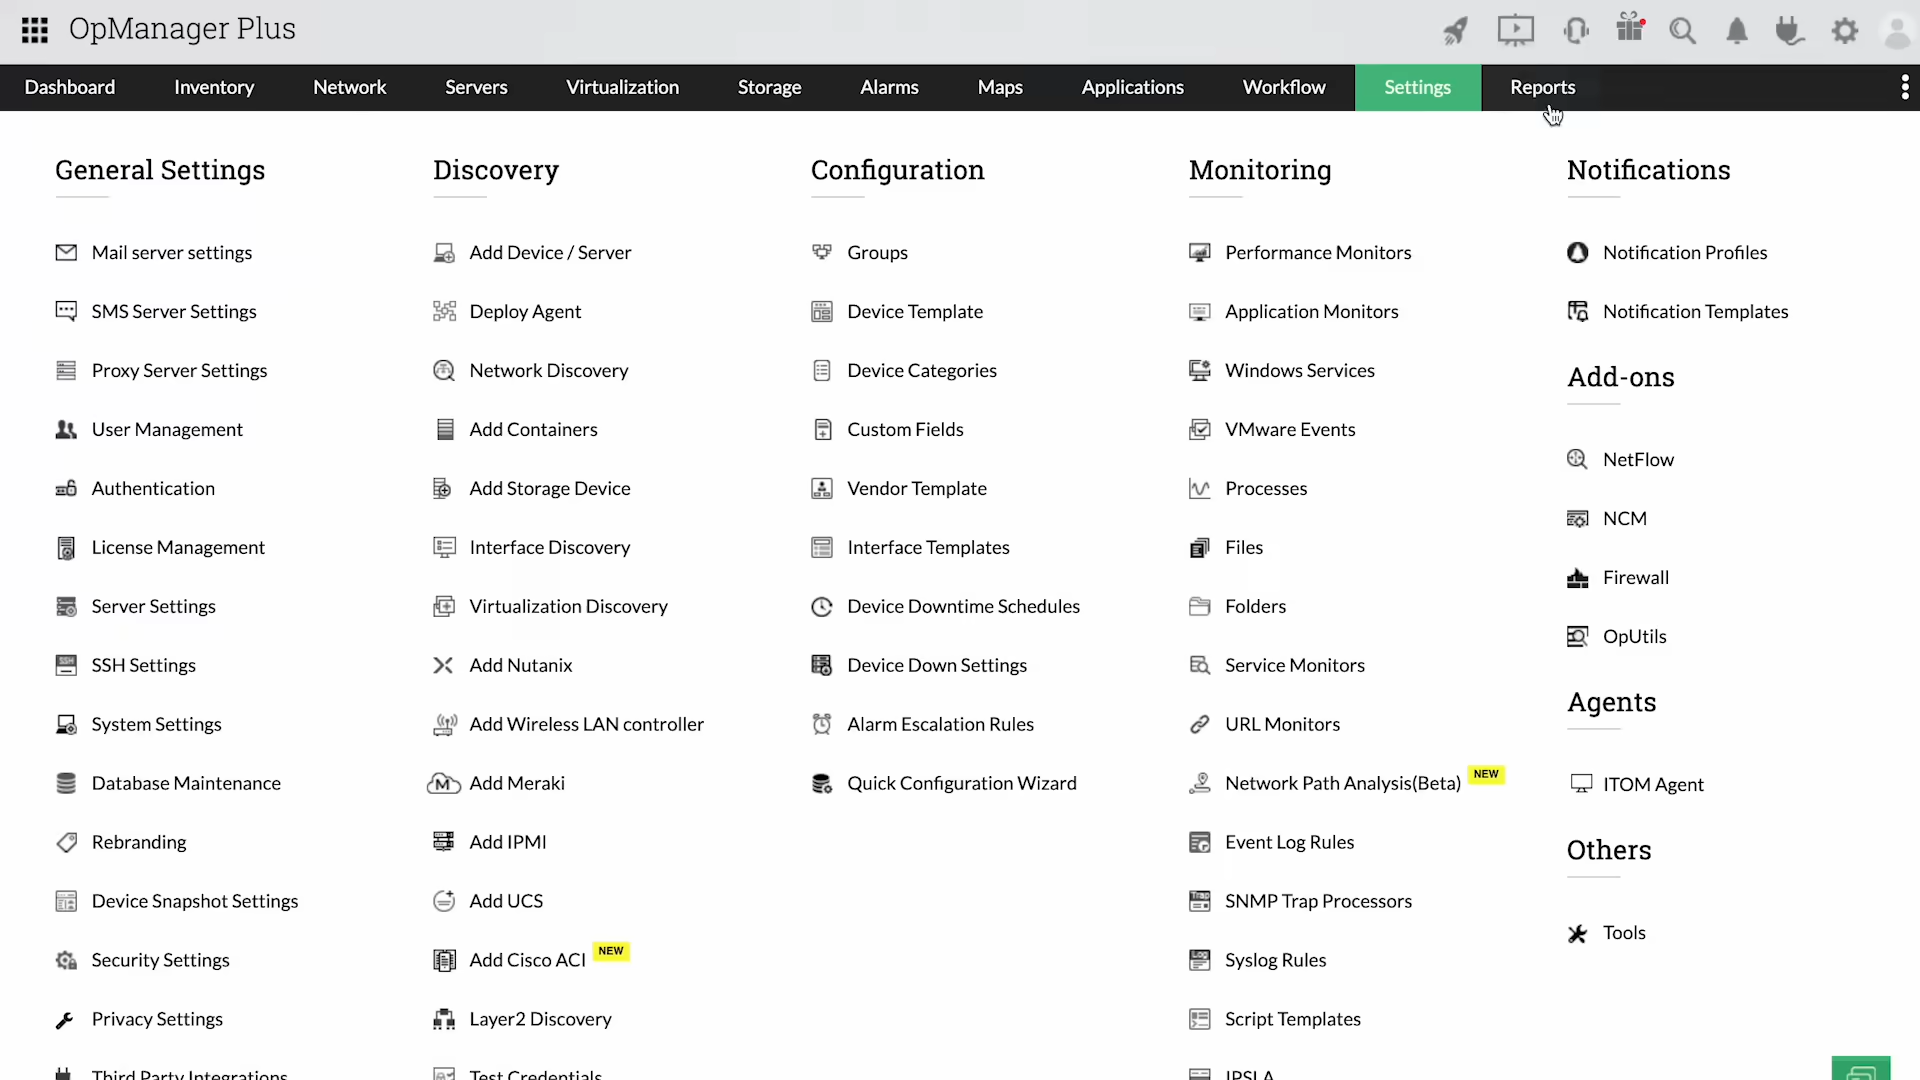 OpManager Plus
Dashboard Inventory Network Servers Virtualization Storage Alarms Maps Applications Workflow Settings Reports
General Settings
Mail server settings
SMS Server Settings
Proxy Server Settings
User Management
Authentication
License Management
Server Settings
SSH
SSH Settings
System Settings
Database Maintenance
Rebranding
Device Snapshot Settings
Security Settings
Privacy Settings
Third Party Integrations
Discovery
Add Device / Server
Deploy Agent
Network Discovery
Add Containers
Add Storage Device
Interface Discovery
Virtualization Discovery
Add Nutanix
Add Wireless LAN controller
M
Add Meraki
Add IPMI
Add UCS
Add Cisco ACI NEW
Layer2 Discovery
Test Credentials
Configuration
Groups
Device Template
Device Categories
Custom Fields
Vendor Template
Interface Templates
Device Downtime Schedules
Device Down Settings
Alarm Escalation Rules
Quick Configuration Wizard
Monitoring
Performance Monitors
Application Monitors
Windows Services
VMware Events
Processes
Files
Folders
Service Monitors
URL Monitors
Network Path Analysis(Beta) NEW
Event Log Rules
Trap
SNMP Trap Processors
Log
Syslog Rules
Script Templates
IPSLA
Notifications
Notification Profiles
Notification Templates
Add-ons
NetFlow
NCM
Firewall
OpUtils
Agents
ITOM Agent
Others
Tools